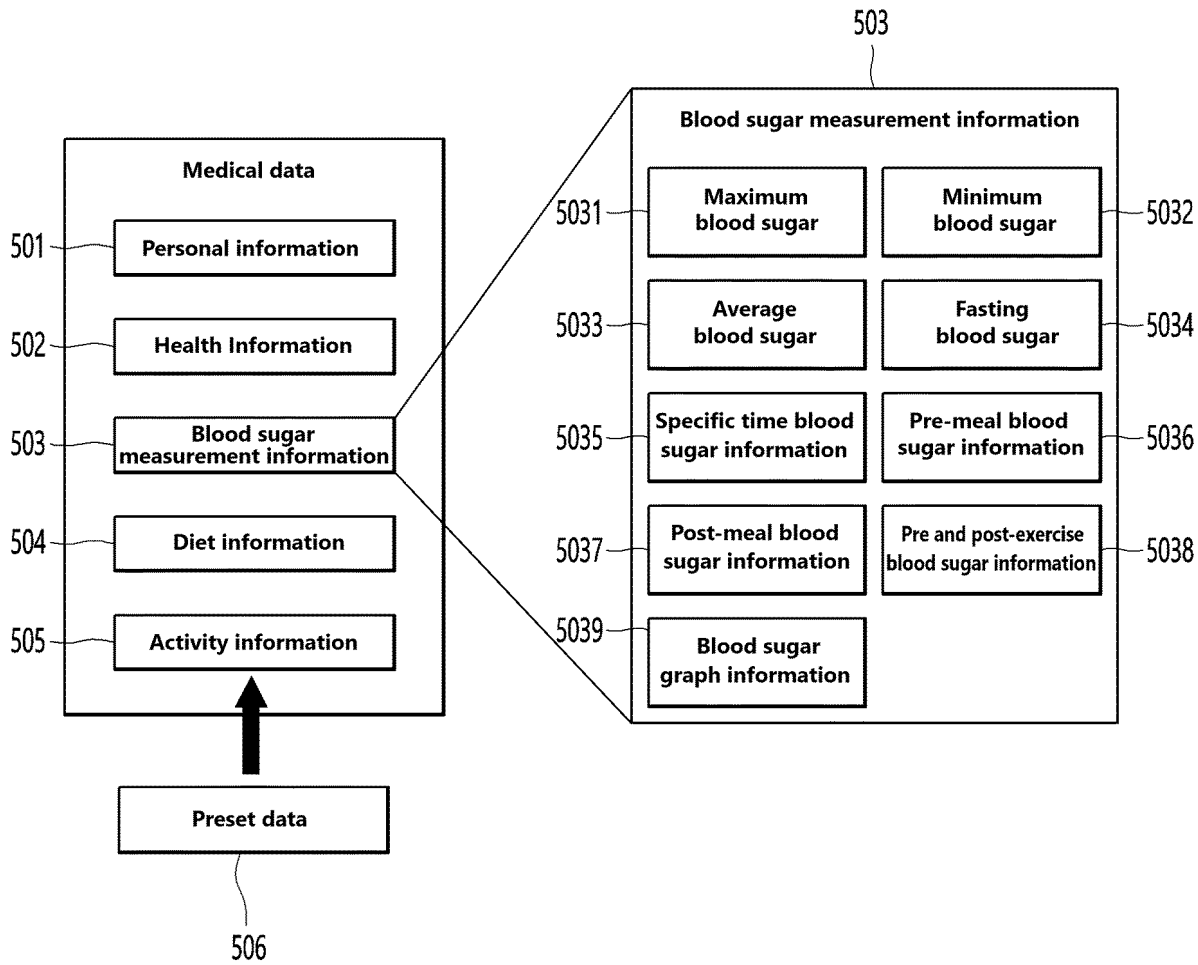 503
Medical data
501
Personal information
502
Health Information
503
Blood sugar
measurement information
504
Diet information
505
Activity information
Preset data
506
Blood sugar measurement information
5031
Maximum
blood sugar
Minimum
blood sugar
5032
5033
Average
blood sugar
Fasting
blood sugar
5034
5035
Specific time blood
sugar information
Pre-meal blood
sugar information
5036
5037
Post-meal blood
sugar information
Pre and post-exercise
blood sugar information
5038
5039
Blood sugar
graph information